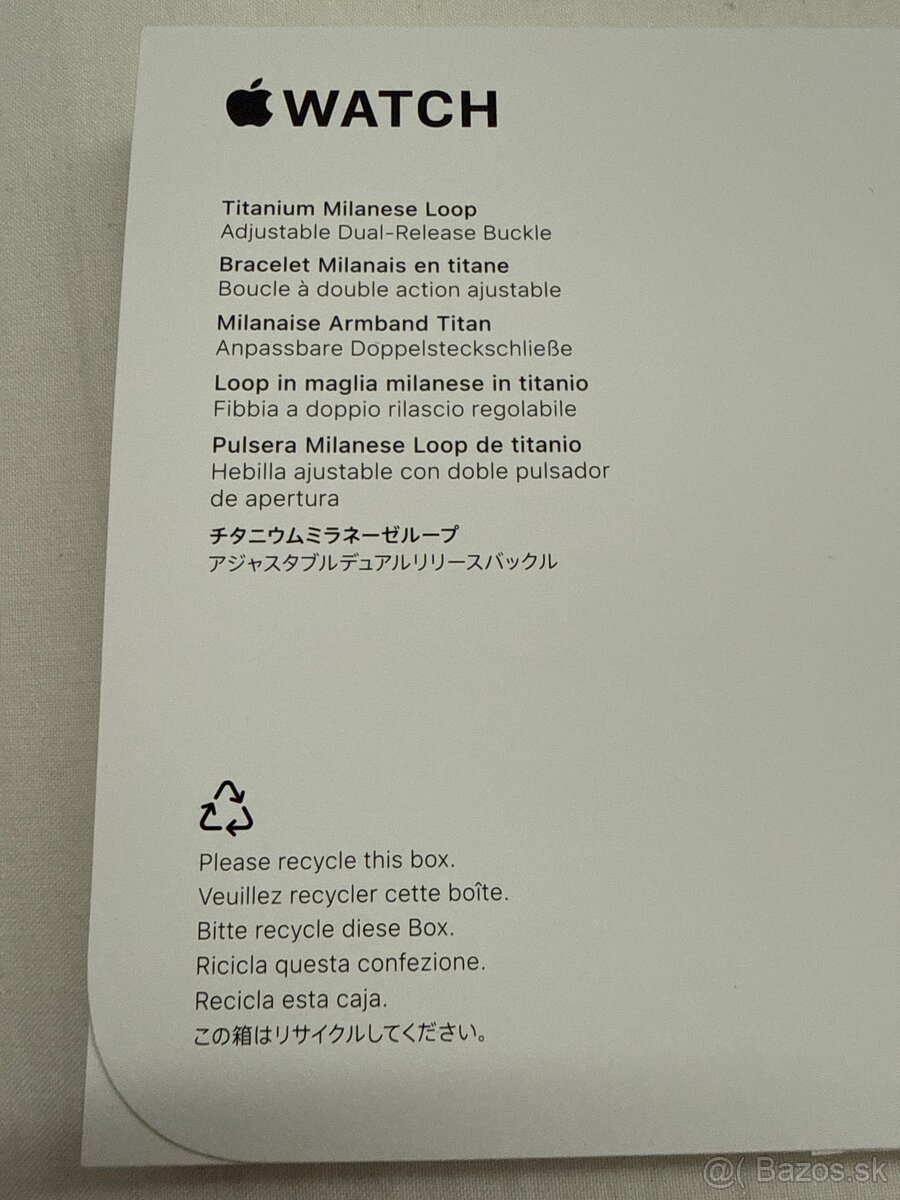 WATCH
Titanium Milanese Loop
Adjustable Dual-Release Buckle
Bracelet Milanais en titane
Boucle à double action ajustable
Milanaise Armband Titan
Anpassbare Doppelsteckschließe
Loop in maglia milanese in titanio
Fibbia a doppio rilascio regolabile
Pulsera Milanese Loop de titanio
Hebilla ajustable con doble pulsador
de apertura
チタニウムミラネーゼループ
アジャスタブルデュアルリリースバックル
Please recycle this box.
Veuillez recycler cette boîte.
Bitte recycle diese Box.
Ricicla questa confezione.
Recicla esta caja.
この箱はリサイクルしてください。
@( Bazos.sk